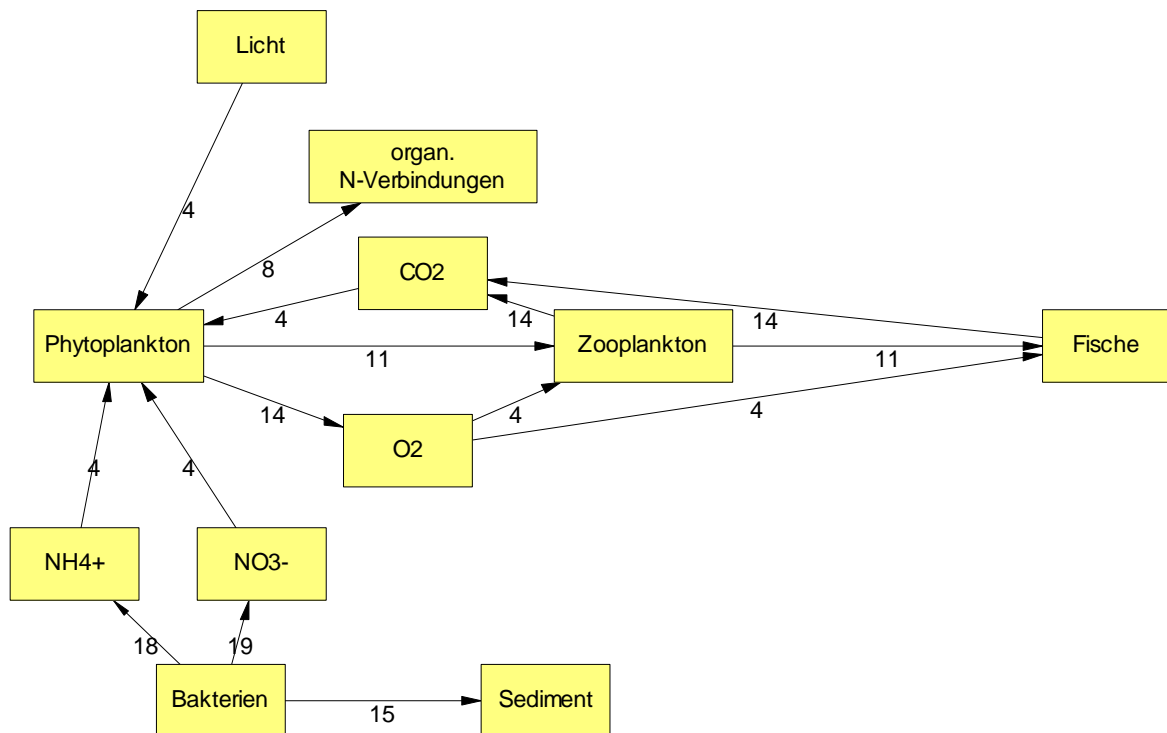 Licht
organ.
N-Verbindungen
4
8
CO2
4
14
14
Phytoplankton
11
Zooplankton
11
Fische
14
O2
4
4
4
4
NH4+
NO3-
18
19
Bakterien
15
Sediment